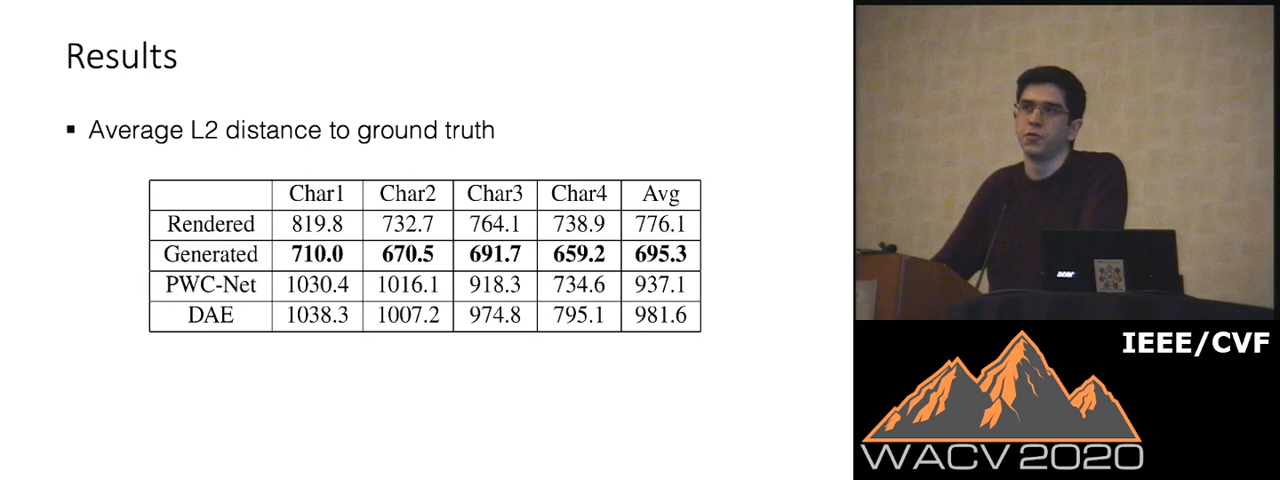 Results
▪ Average L2 distance to ground truth
Char1 Char2 Char3 Char4 Avg
Rendered 819.8 732.7 764.1 738.9 776.1
Generated 710.0 670.5 691.7 659.2 695.3
PWC-Net 1030.4 1016.1 918.3 734.6 937.1
DAE 1038.3 1007.2 974.8 795.1 981.6
acer
IEEE/CVF
WACV 2020